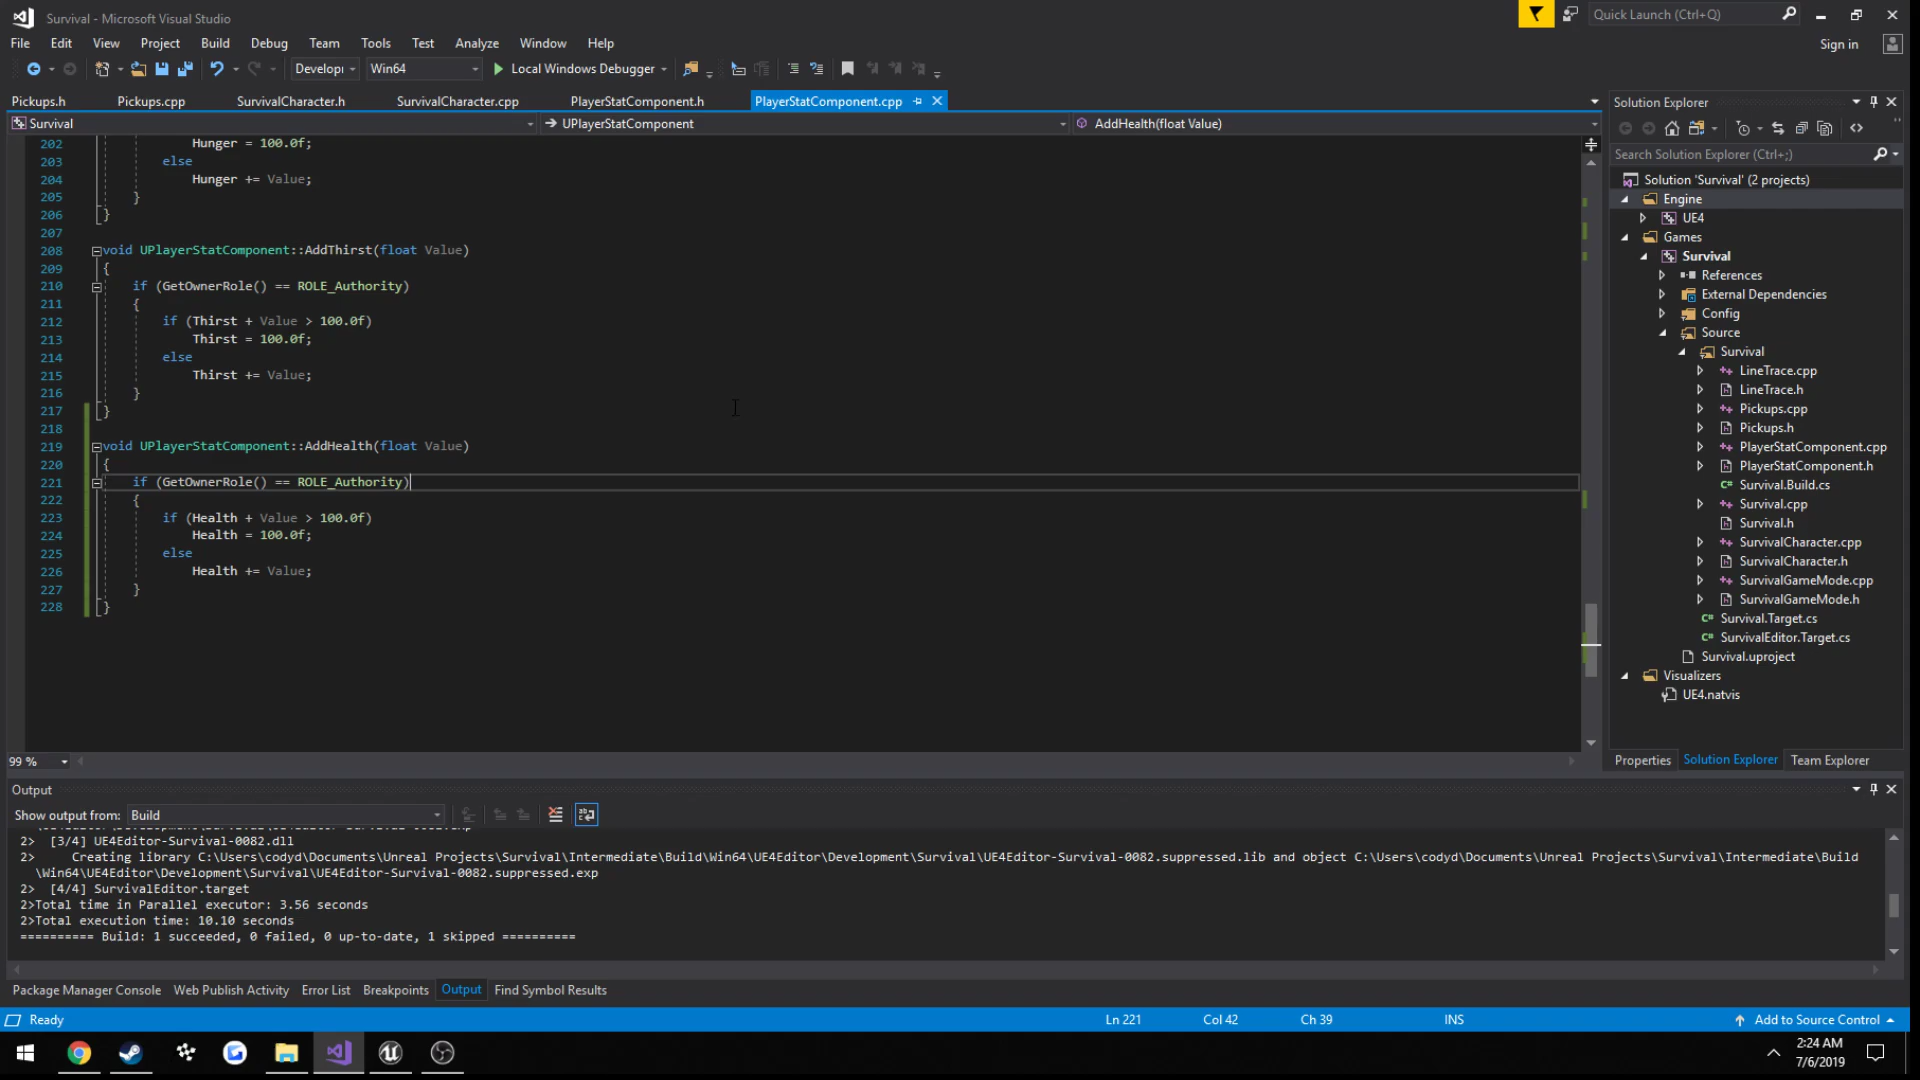 Survival - Microsoft Visual Studio
Quick Launch (Ctrl+Q)
File Edit View Project Build Debug Team Tools Test Analyze Window Help
Sign in
Developi Win64 Local Windows Debugger
Pickups.h Pickups.cpp SurvivalCharacter.h SurvivalCharacter.cpp PlayerStatComponent.h PlayerStatComponent.cpp
Survival UPlayerStatComponent AddHealth(float Value)
202 Hunger = 100.0f;
203 else
204 Hunger += Value;
205 }
206 }
207
208 void UPlayerStatComponent::AddThirst(float Value)
209 {
210 if (GetOwnerRole() == ROLE_Authority)
211 {
212 if (Thirst + Value > 100.0f)
213 Thirst = 100.0f;
214 else
215 Thirst += Value;
216 }
217 }
218
219 void UPlayerStatComponent::AddHealth(float Value)
220 {
221 if (GetOwnerRole() == ROLE_Authority)
222 {
223 if (Health + Value > 100.0f)
224 Health = 100.0f;
225 else
226 Health += Value;
227 }
228 }
99 %
Solution Explorer
Search Solution Explorer (Ctrl+;)
Solution 'Survival' (2 projects)
Engine
UE4
Games
Survival
References
External Dependencies
Config
Source
Survival
LineTrace.cpp
LineTrace.h
Pickups.cpp
Pickups.h
PlayerStatComponent.cpp
PlayerStatComponent.h
Survival.Build.cs
Survival.cpp
Survival.h
SurvivalCharacter.cpp
SurvivalCharacter.h
SurvivalGameMode.cpp
SurvivalGameMode.h
Survival.Target.cs
SurvivalEditor.Target.cs
Survival.uproject
Visualizers
UE4.natvis
Properties Solution Explorer Team Explorer
Output
Show output from: Build
2> [3/4] UE4Editor-Survival-0082.dll
2> Creating library C:\Users\codyd\Documents\Unreal Projects\Survival\Intermediate\Build\Win64\UE4Editor\Development\Survival\UE4Editor-Survival-0082.suppressed.lib and object C:\Users\codyd\Documents\Unreal Projects\Survival\Intermediate\Build
\Win64\UE4Editor\Development\Survival\UE4Editor-Survival-0082.suppressed.exp
2> [4/4] SurvivalEditor.target
2>Total time in Parallel executor: 3.56 seconds
2>Total execution time: 10.10 seconds
========== Build: 1 succeeded, 0 failed, 0 up-to-date, 1 skipped ==========
Package Manager Console Web Publish Activity Error List Breakpoints Output Find Symbol Results
Ready Ln 221 Col 42 Ch 39 INS Add to Source Control
2:24 AM
7/6/2019